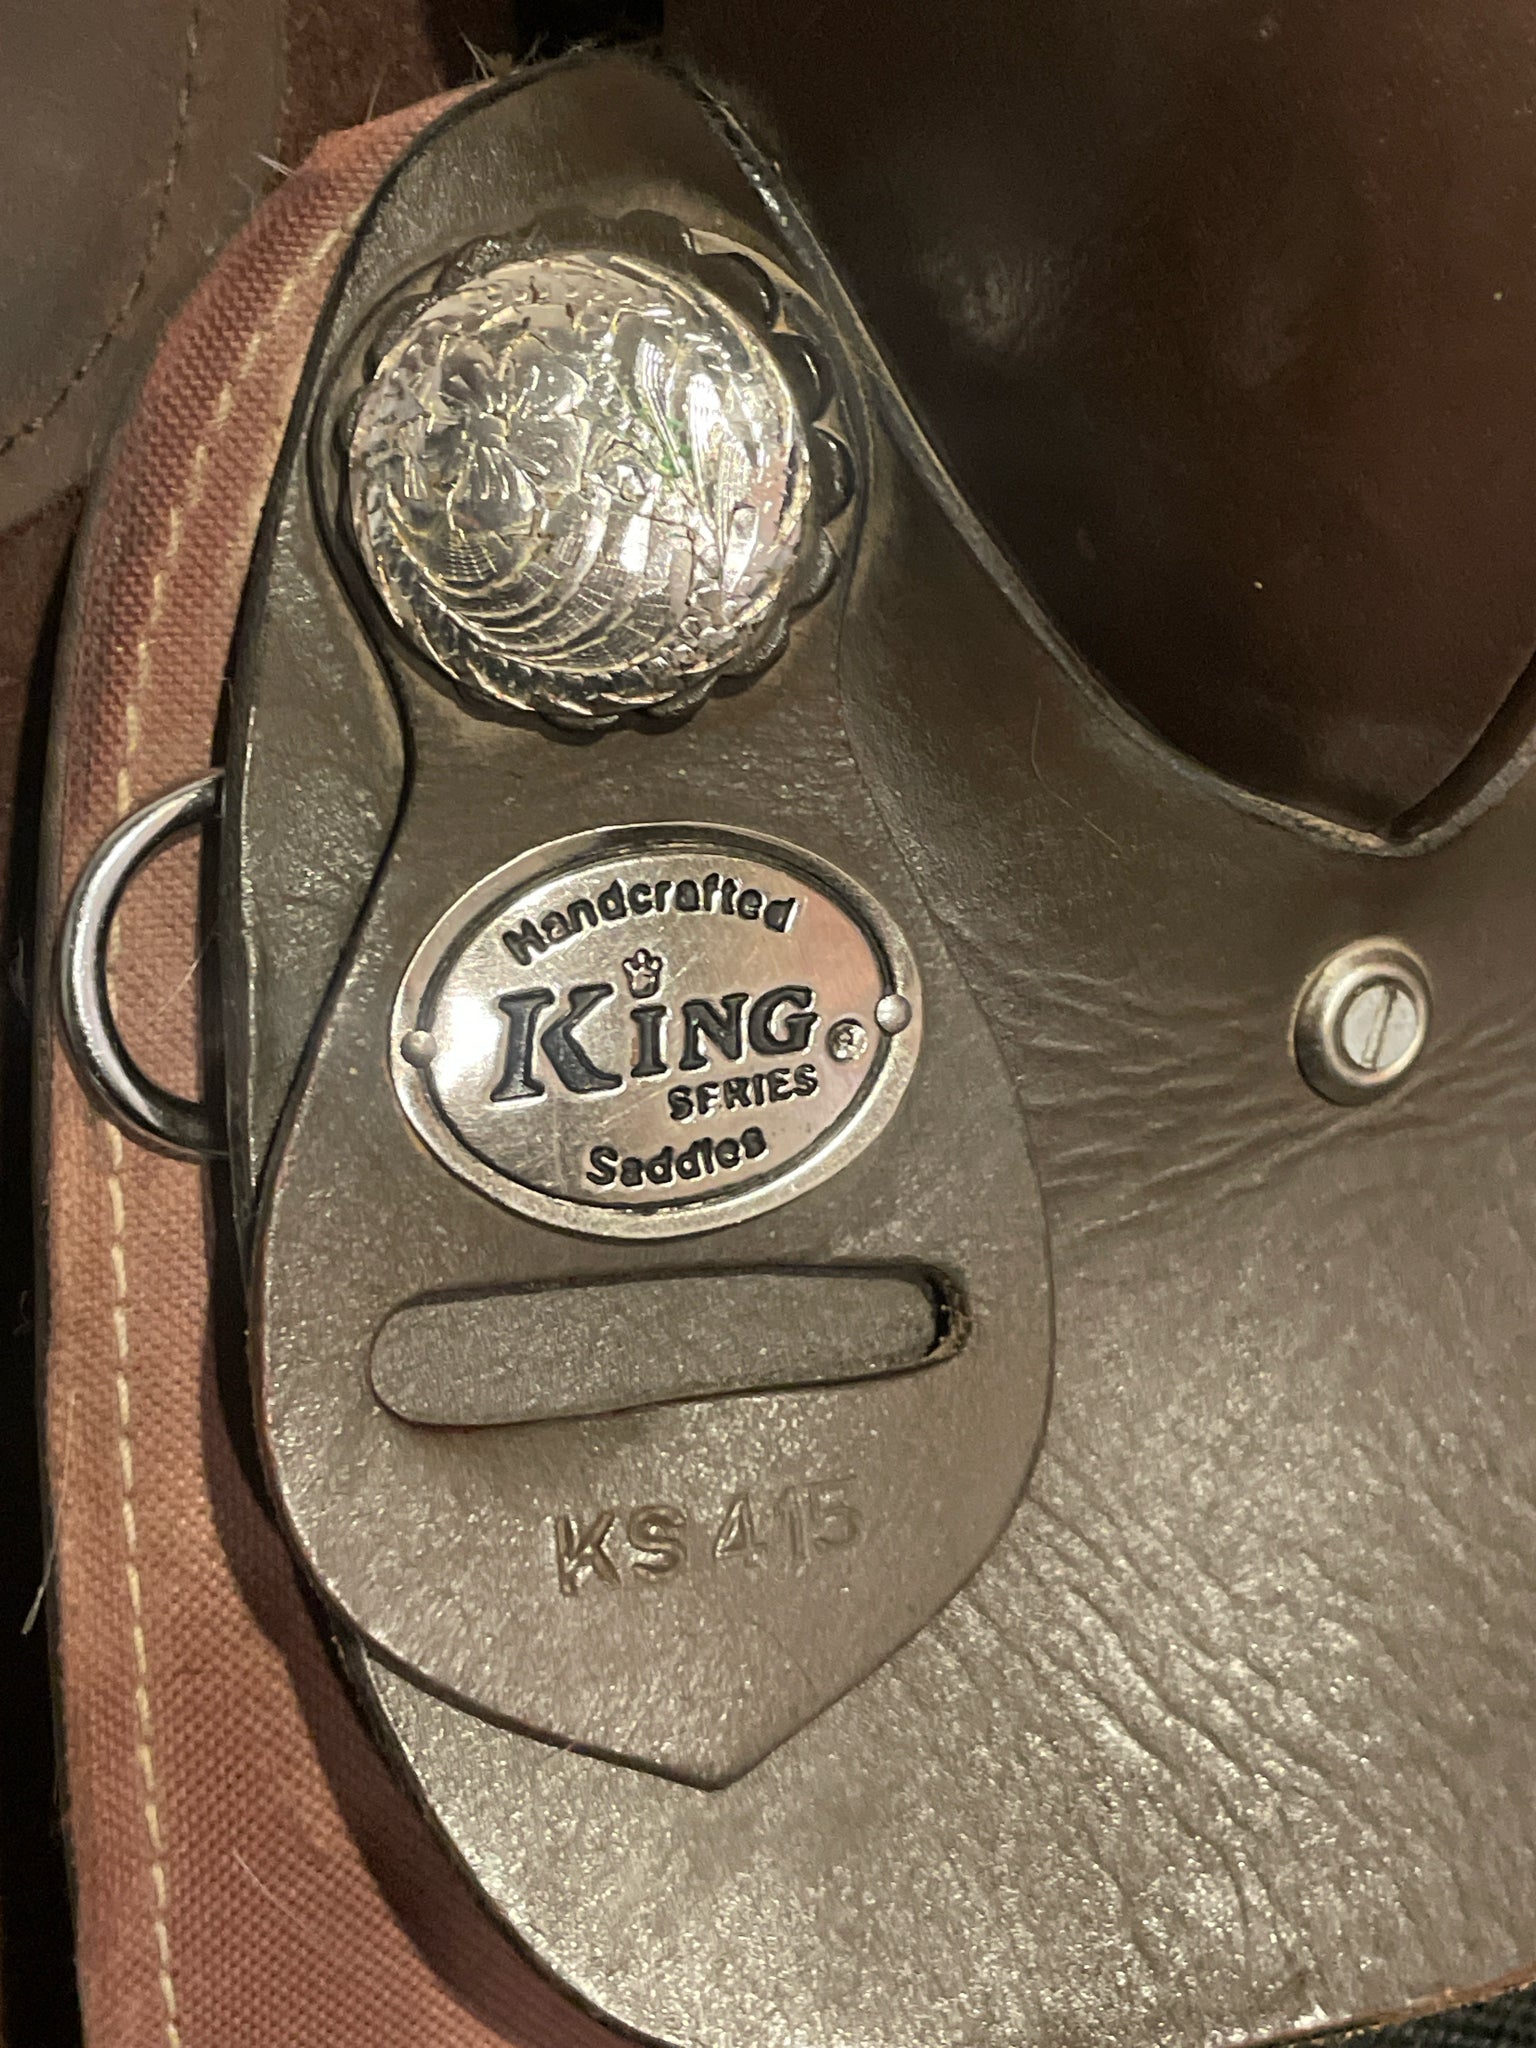 Handcrafted
KiNG
SERIES
®
Saddles
KS 415